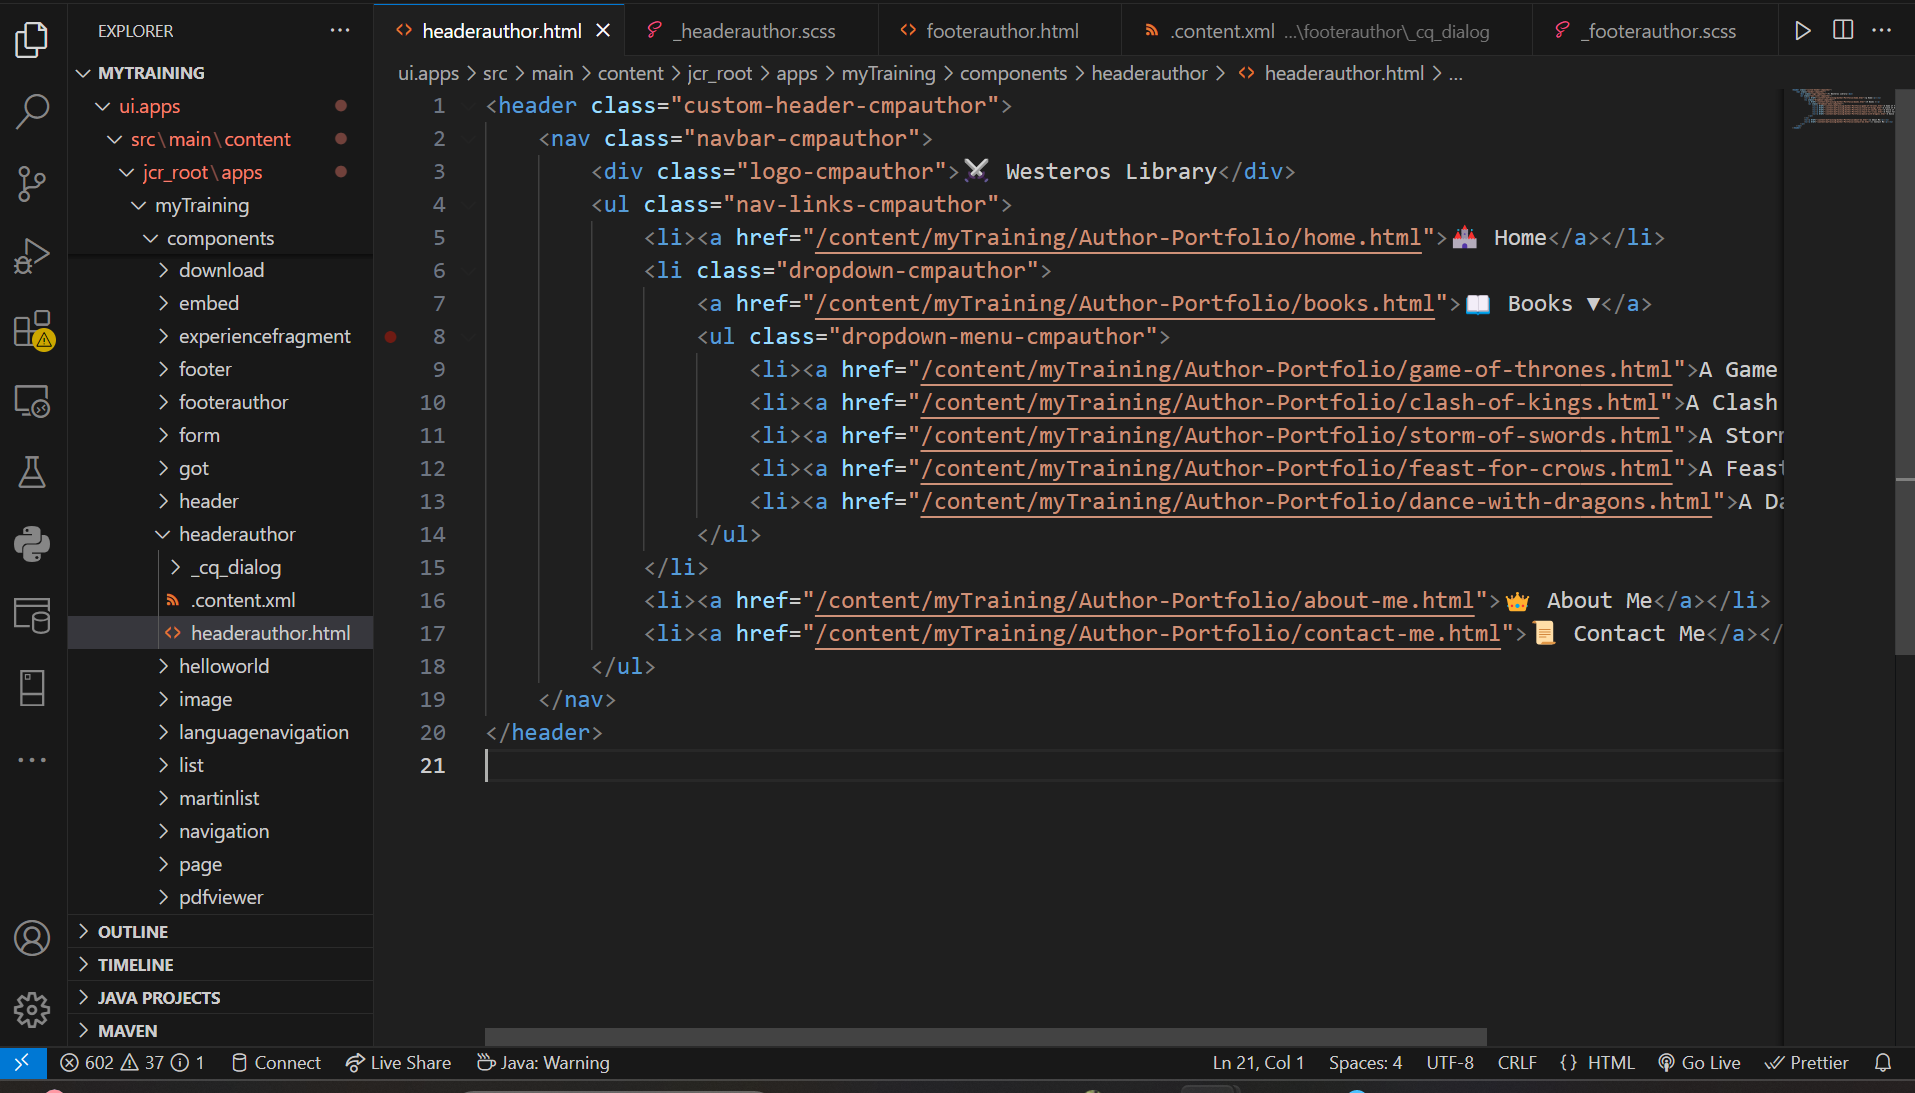 EXPLORER
MYTRAINING
ui.apps
src\main\content
jcr_root\apps
myTraining
components
download
embed
experiencefragment
footer
footerauthor
form
got
header
headerauthor
_cq_dialog
.content.xml
headerauthor.html
helloworld
image
languagenavigation
list
martinlist
navigation
page
pdfviewer
OUTLINE
TIMELINE
JAVA PROJECTS
MAVEN
headerauthor.html
_headerauthor.scss
footerauthor.html
.content.xml ...\footerauthor\_cq_dialog
_footerauthor.scss
ui.apps > src > main > content > jcr_root > apps > myTraining > components > headerauthor > headerauthor.html > ...
1 <header class="custom-header-cmpauthor">
2 <nav class="navbar-cmpauthor">
3 <div class="logo-cmpauthor">⚔️ Westeros Library</div>
4 <ul class="nav-links-cmpauthor">
5 <li><a href="/content/myTraining/Author-Portfolio/home.html">🏰 Home</a></li>
6 <li class="dropdown-cmpauthor">
7 <a href="/content/myTraining/Author-Portfolio/books.html">📖 Books ▼</a>
8 <ul class="dropdown-menu-cmpauthor">
9 <li><a href="/content/myTraining/Author-Portfolio/game-of-thrones.html">A Game
10 <li><a href="/content/myTraining/Author-Portfolio/clash-of-kings.html">A Clash
11 <li><a href="/content/myTraining/Author-Portfolio/storm-of-swords.html">A Storm
12 <li><a href="/content/myTraining/Author-Portfolio/feast-for-crows.html">A Feast
13 <li><a href="/content/myTraining/Author-Portfolio/dance-with-dragons.html">A Da
14 </ul>
15 </li>
16 <li><a href="/content/myTraining/Author-Portfolio/about-me.html">👑 About Me</a></li>
17 <li><a href="/content/myTraining/Author-Portfolio/contact-me.html">📜 Contact Me</a></
18 </ul>
19 </nav>
20 </header>
21
602 37 1 Connect Live Share Java: Warning Ln 21, Col 1 Spaces: 4 UTF-8 CRLF {} HTML Go Live Prettier